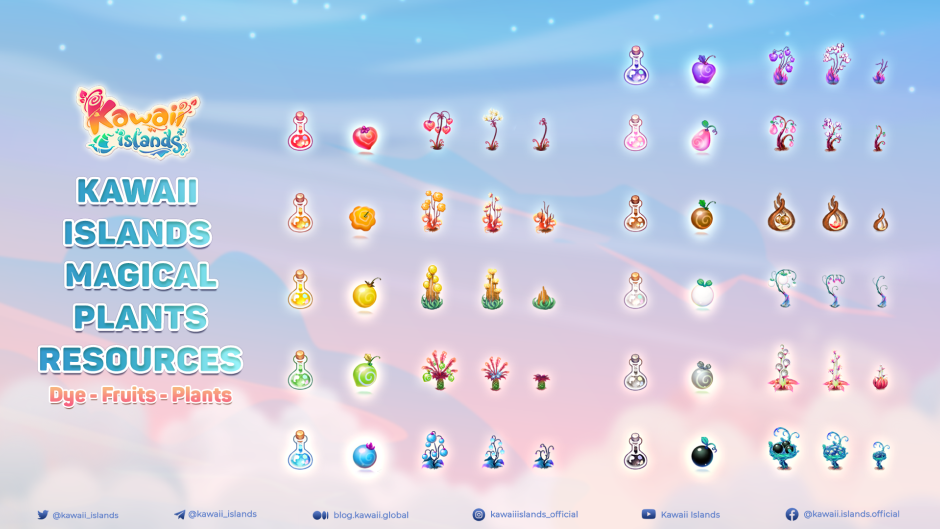 Kawaii
islands
KAWAII
ISLANDS
MAGICAL
PLANTS
RESOURCES
Dye - Fruits - Plants
@kawaii_islands
@kawaii_islands
blog.kawaii.global
kawaiiislands_official
Kawaii Islands
@kawaii.islands.official